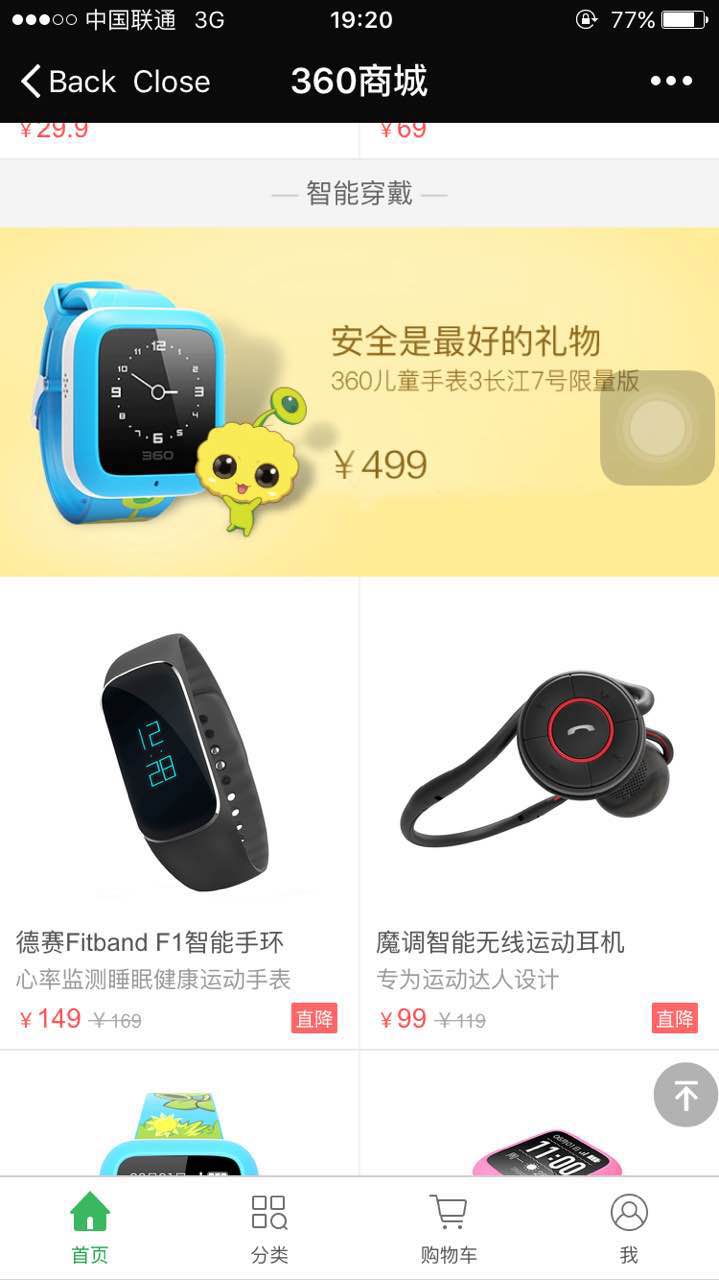 中国联通 3G 19:20 77%
Back Close 360商城
￥29.9 ￥69
智能穿戴
安全是最好的礼物
360儿童手表3长江7号限量版
￥499
12
10 2
9 3
6
360
12
28
德赛Fitband F1智能手环
心率监测睡眠健康运动手表
￥149 ￥169 直降
魔调智能无线运动耳机
专为运动达人设计
￥99 ￥119 直降
11:00
首页 分类 购物车 我